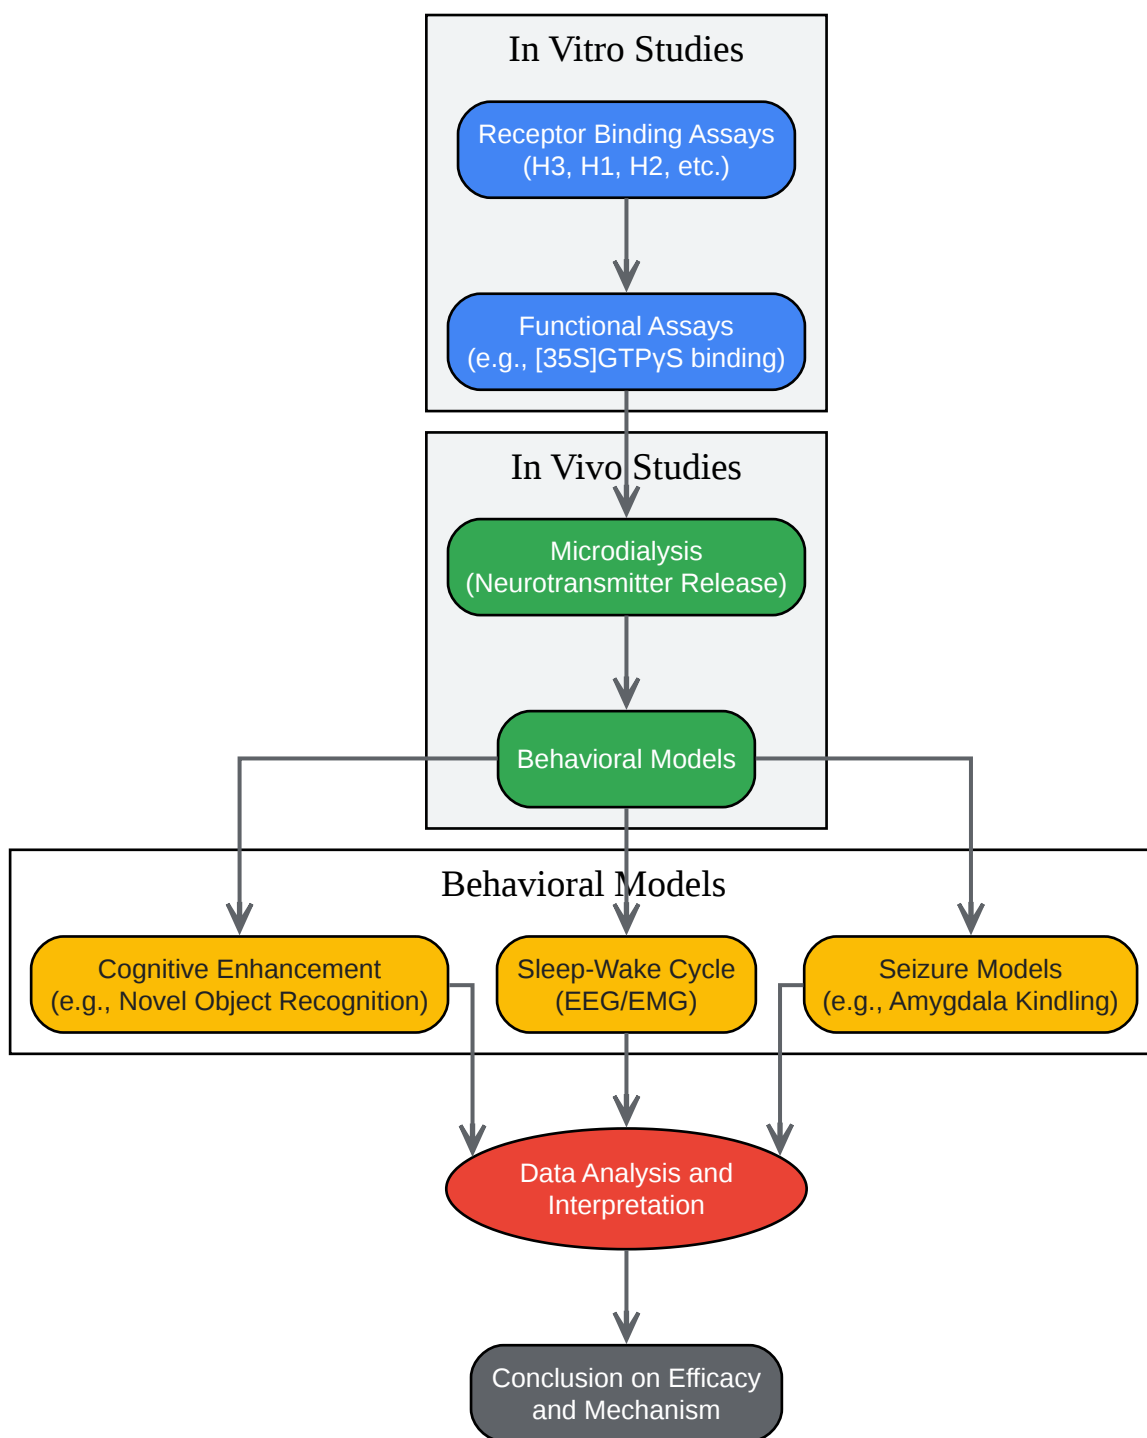 In Vitro Studies
Receptor Binding Assays
(H3, H1, H2, etc.)
Functional Assays
(e.g., [35S]GTPγS binding)
In Vivo Studies
Microdialysis
(Neurotransmitter Release)
Behavioral Models
Behavioral Models
Cognitive Enhancement
(e.g., Novel Object Recognition)
Sleep-Wake Cycle
(EEG/EMG)
Seizure Models
(e.g., Amygdala Kindling)
Data Analysis and
Interpretation
Conclusion on Efficacy
and Mechanism